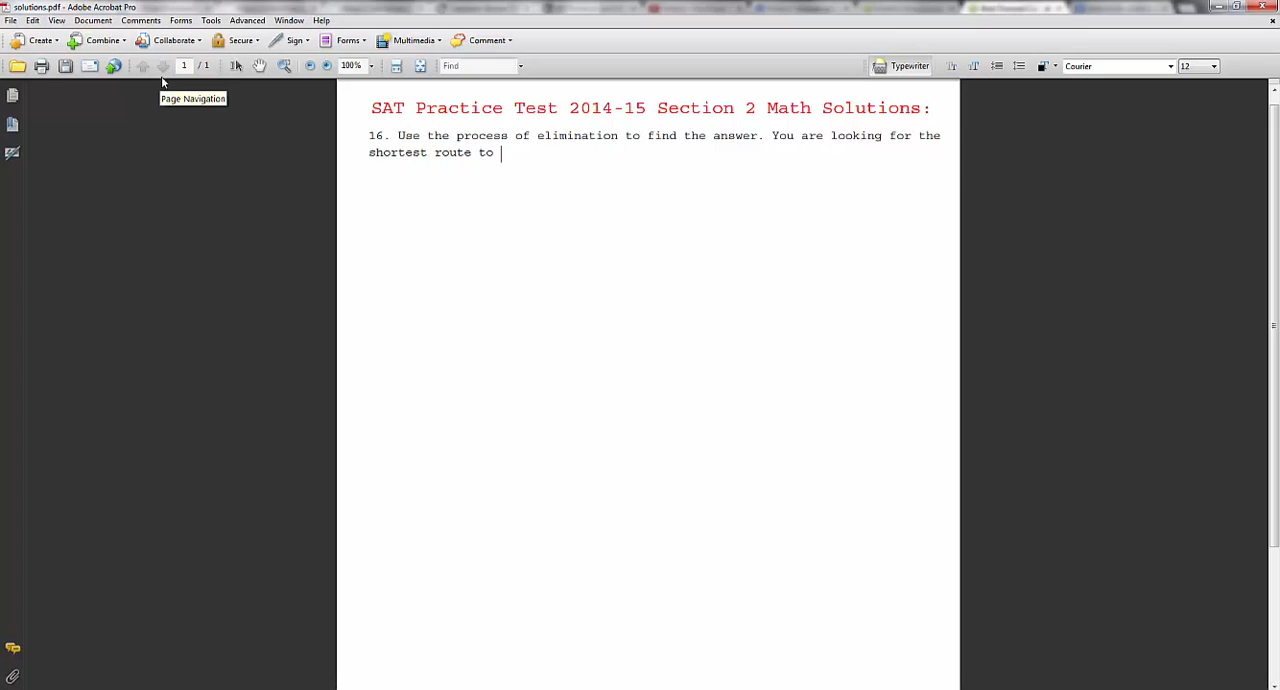 solutions.pdf - Adobe Acrobat Pro
File Edit View Document Comments Forms Tools Advanced Window Help
Create Combine Collaborate Secure Sign Forms Multimedia Comment
1 / 1 100% Find Typewriter Courier 12
Page Navigation
SAT Practice Test 2014-15 Section 2 Math Solutions:
16. Use the process of elimination to find the answer. You are looking for the
shortest route to